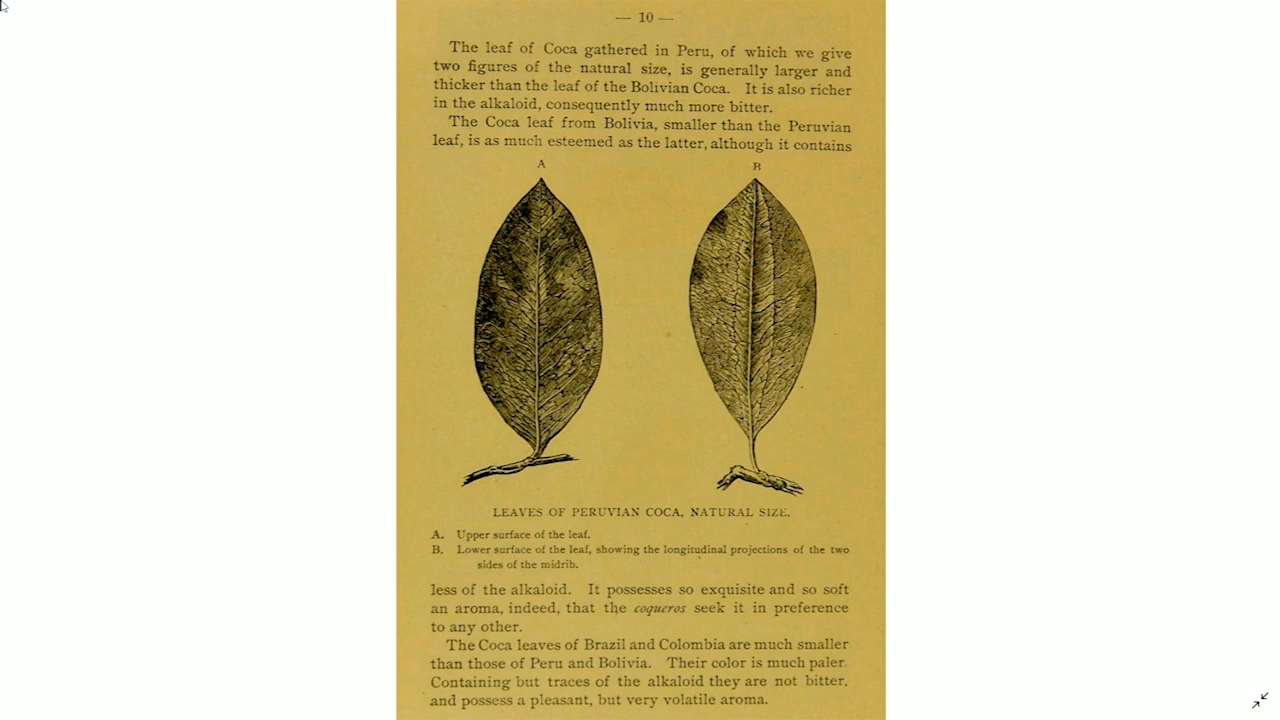 — 10 —
The leaf of Coca gathered in Peru, of which we give
two figures of the natural size, is generally larger and
thicker than the leaf of the Bolivian Coca. It is also richer
in the alkaloid, consequently much more bitter.
The Coca leaf from Bolivia, smaller than the Peruvian
leaf, is as much esteemed as the latter, although it contains
A
B
LEAVES OF PERUVIAN COCA, NATURAL SIZE.
A. Upper surface of the leaf.
B. Lower surface of the leaf, showing the longitudinal projections of the two
sides of the midrib.
less of the alkaloid. It possesses so exquisite and so soft
an aroma, indeed, that the coqueros seek it in preference
to any other.
The Coca leaves of Brazil and Colombia are much smaller
than those of Peru and Bolivia. Their color is much paler.
Containing but traces of the alkaloid they are not bitter,
and possess a pleasant, but very volatile aroma.